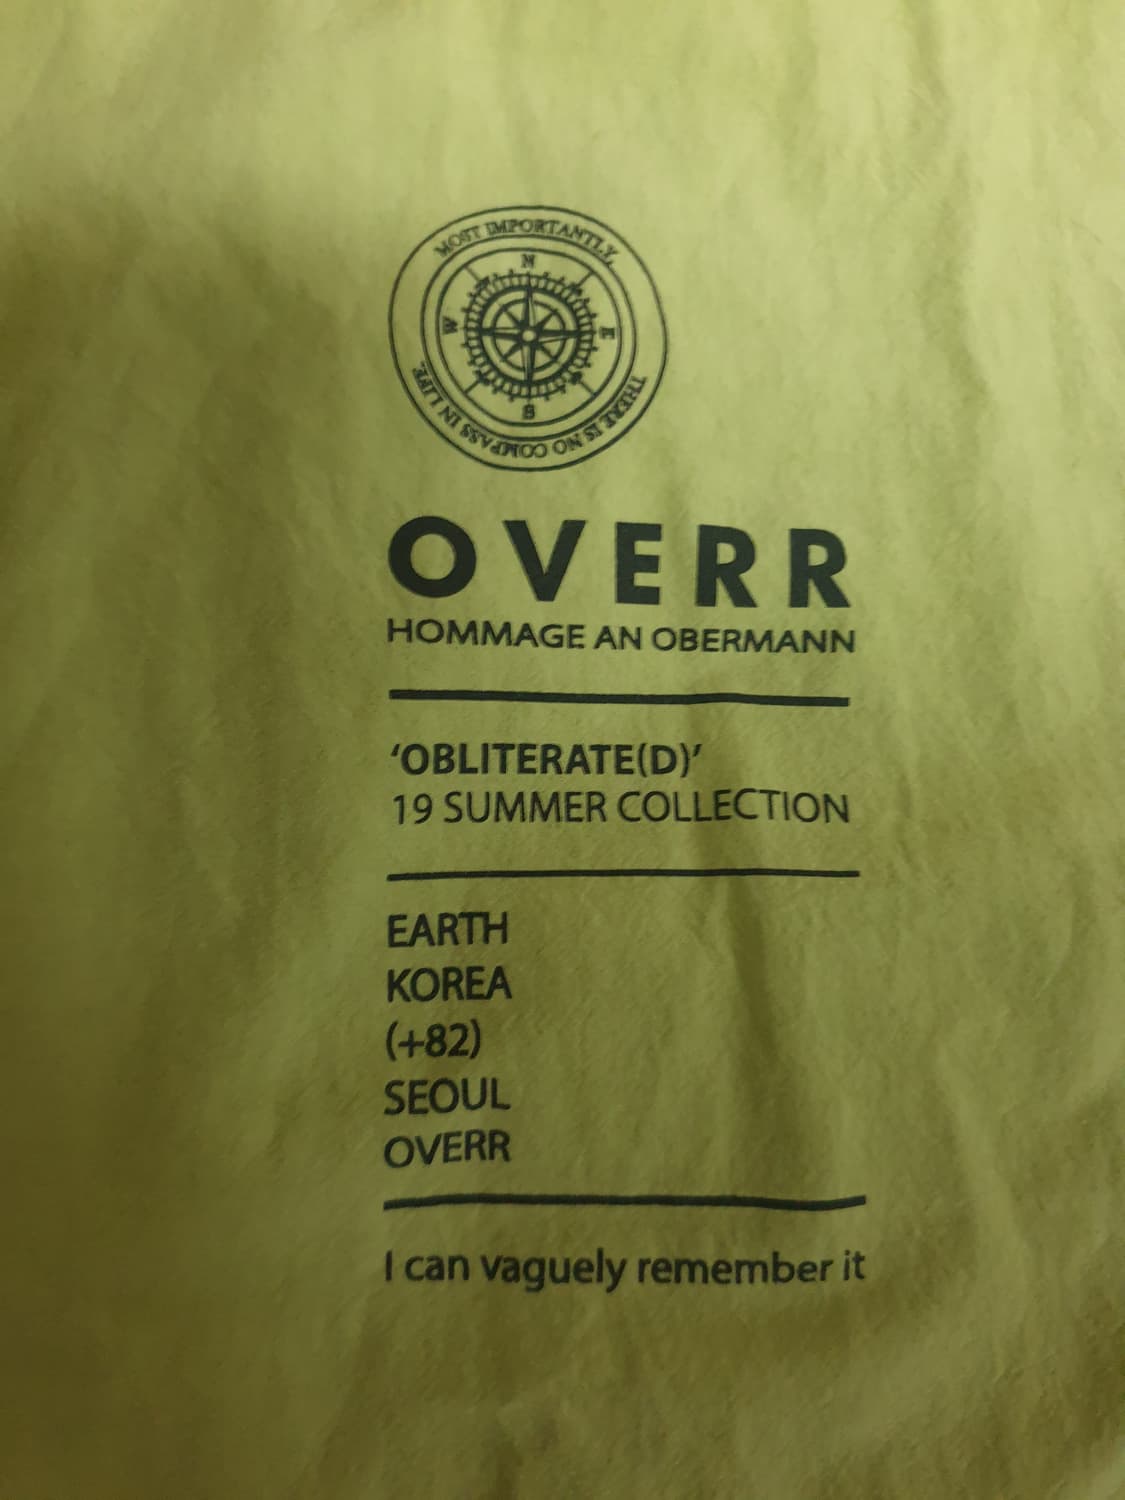 MOST IMPORTANTLY,
N
W
E
S
THERE IS NO COMPASS IN LIFE.
OVERR
HOMMAGE AN OBERMANN
‘OBLITERATE(D)’
19 SUMMER COLLECTION
EARTH
KOREA
(+82)
SEOUL
OVERR
I can vaguely remember it